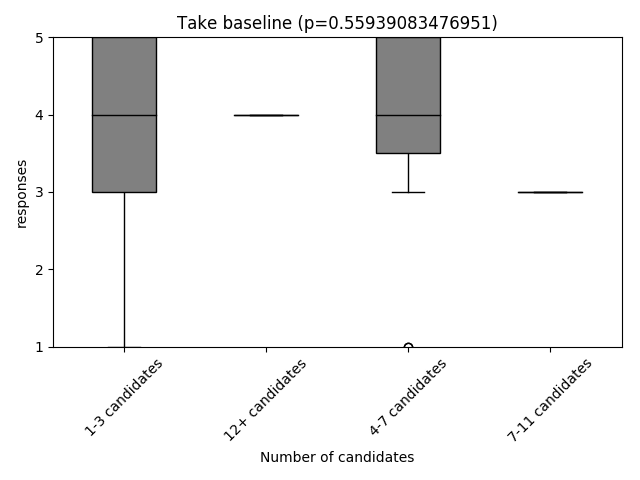 Take baseline (p=0.55939083476951)
responses
5
4
3
2
1
1-3 candidates
12+ candidates
4-7 candidates
7-11 candidates
Number of candidates